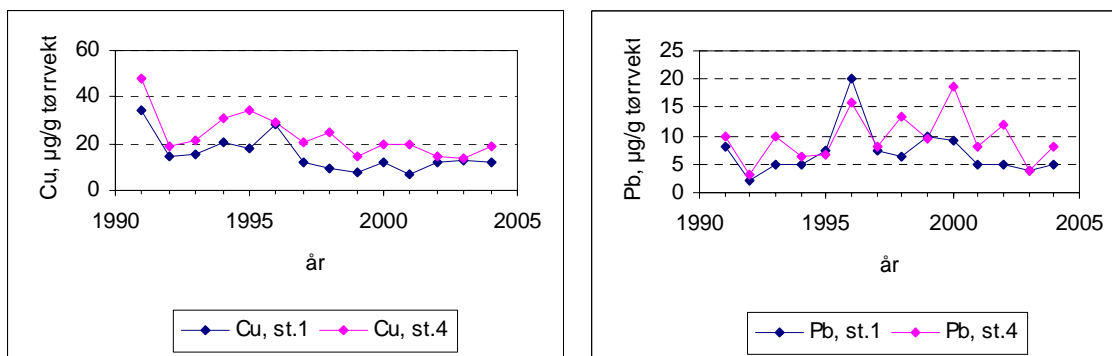 Cu, µg/g tørrvekt
60
40
20
0
1990
1995
2000
2005
år
Cu, st.1
Cu, st.4
Pb, µg/g tørrvekt
25
20
15
10
5
0
1990
1995
2000
2005
år
Pb, st.1
Pb, st.4